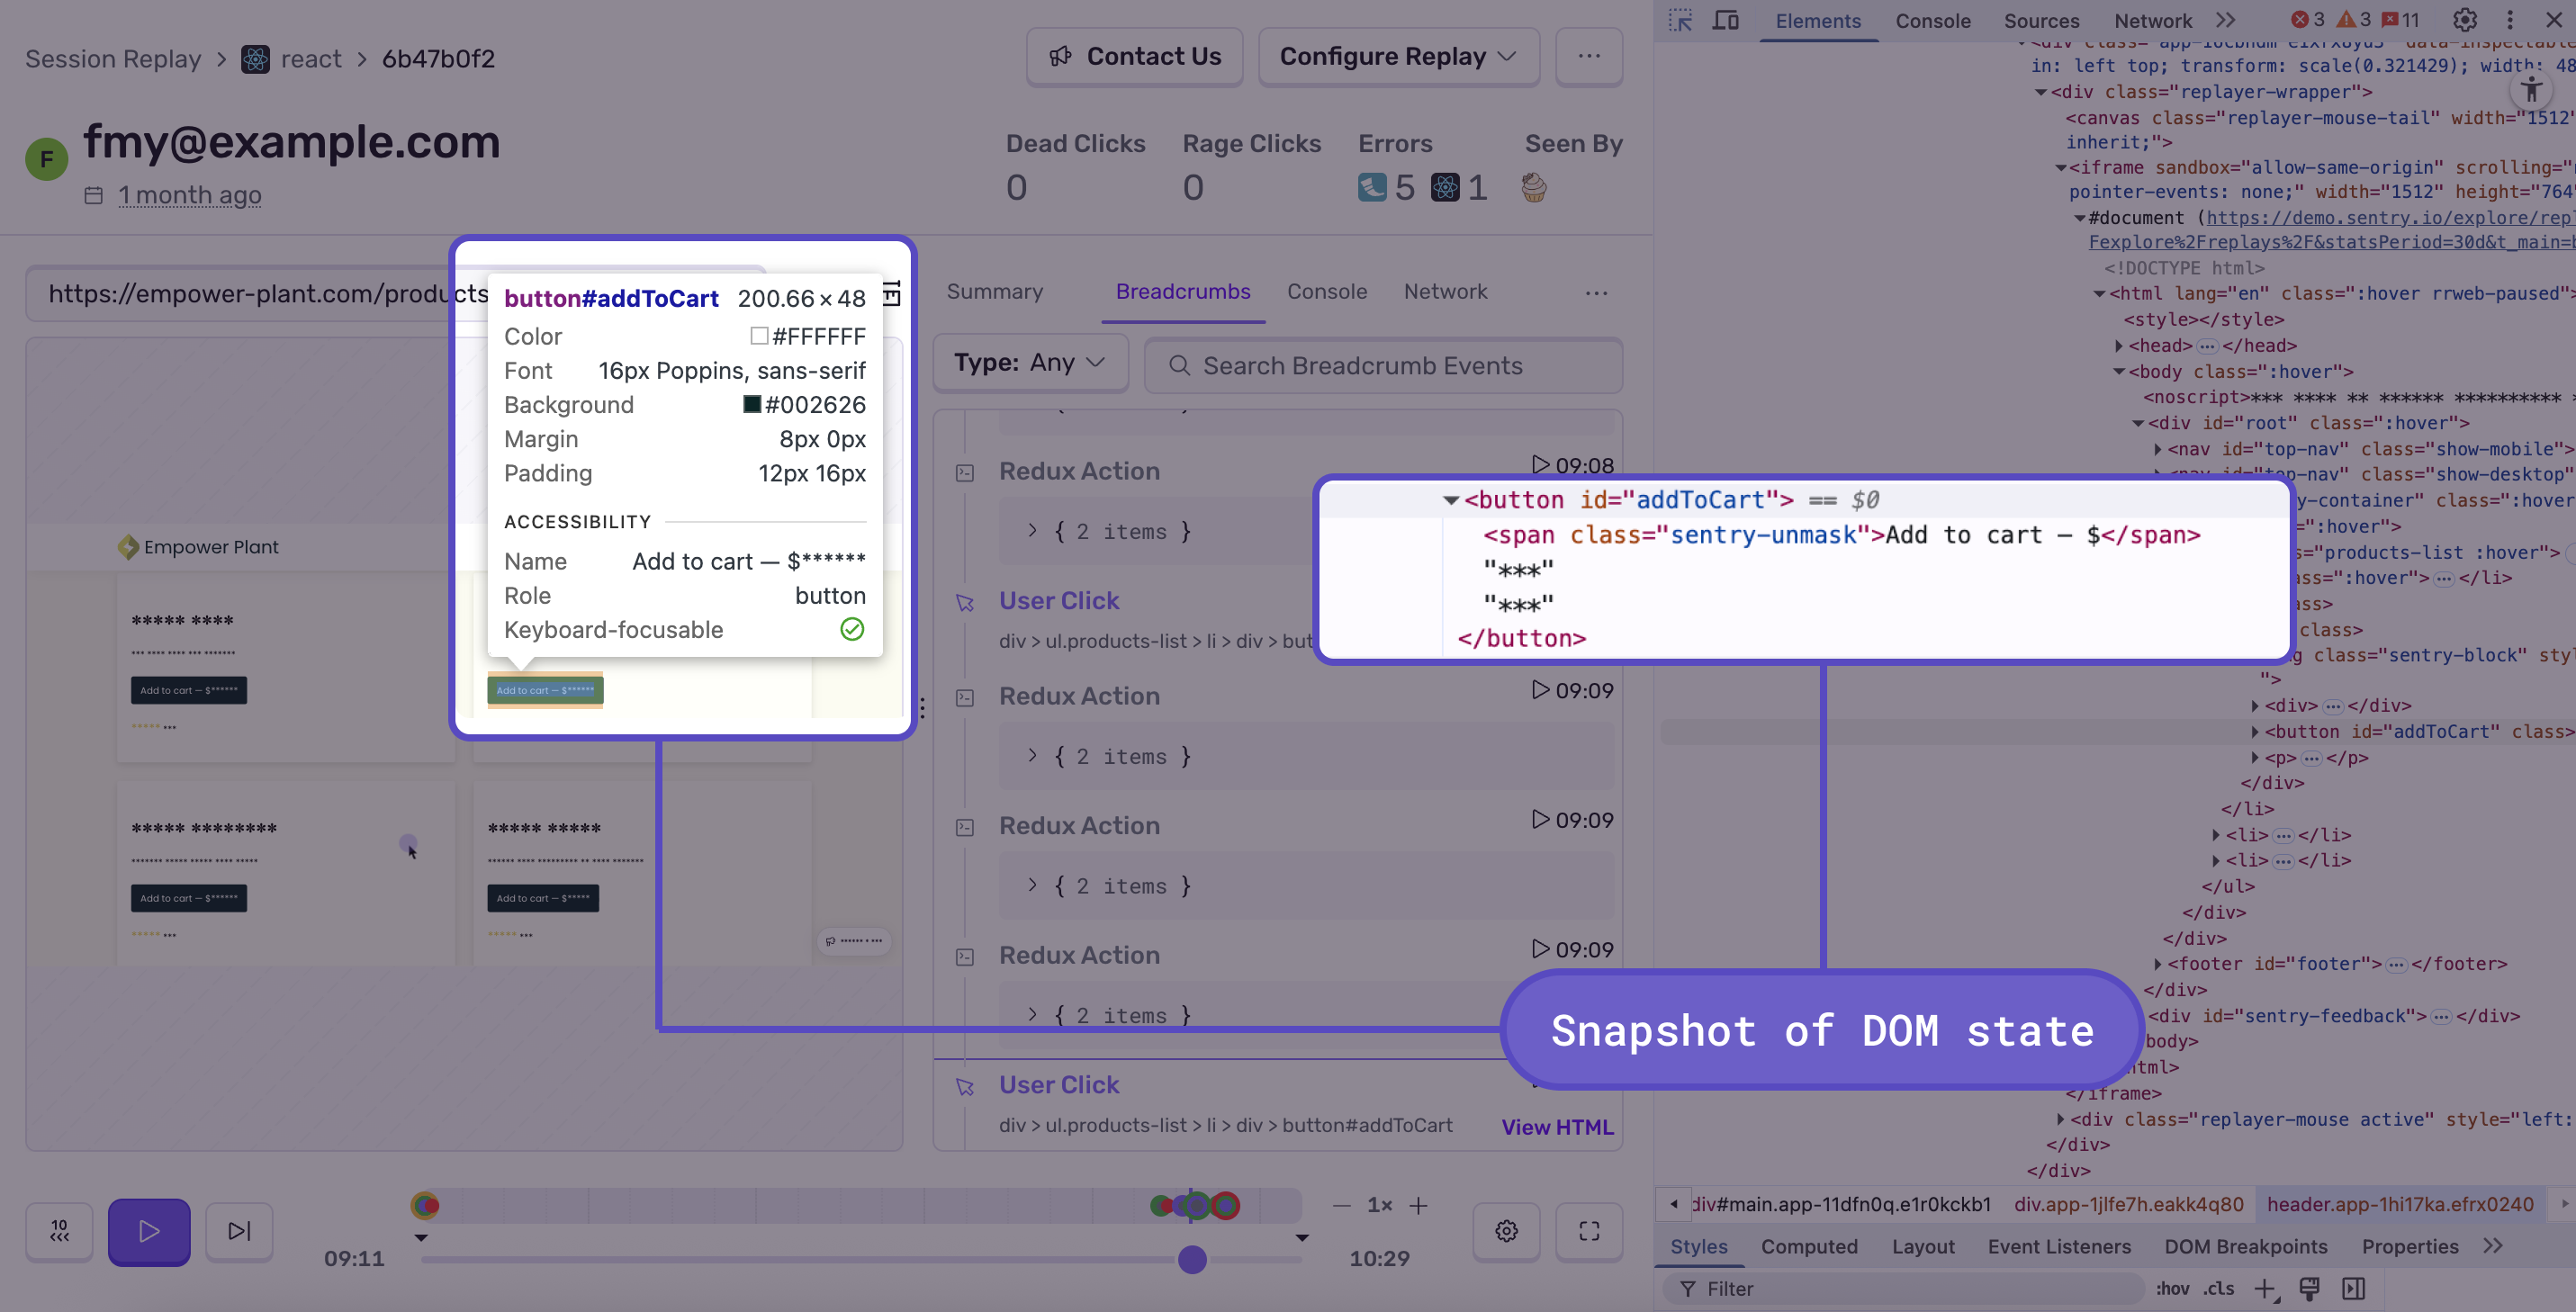 Session Replay > react > 6b47b0f2
Contact Us
Configure Replay
F
fmy@example.com
1 month ago
Dead Clicks
0
Rage Clicks
0
Errors
5
1
Seen By
https://empower-plant.com/products
button#addToCart 200.66 × 48
Color #FFFFFF
Font 16px Poppins, sans-serif
Background #002626
Margin 8px 0px
Padding 12px 16px
ACCESSIBILITY
Name Add to cart — $******
Role button
Keyboard-focusable
Empower Plant
***** ****
Add to cart — $******
Add to cart — $******
***** ********
Add to cart — $******
***** *****
Add to cart — $*****
Summary
Breadcrumbs
Console
Network
Type: Any
Search Breadcrumb Events
Redux Action
09:08
{ 2 items }
User Click
div > ul.products-list > li > div > but
Redux Action
09:09
{ 2 items }
Redux Action
09:09
{ 2 items }
Redux Action
09:09
{ 2 items }
User Click
div > ul.products-list > li > div > button#addToCart
View HTML
<button id="addToCart"> == $0
<span class="sentry-unmask">Add to cart — $</span>
"***"
"***"
</button>
Snapshot of DOM state
10
09:11
1×
10:29
Elements
Console
Sources
Network
3
3
11
in: left top; transform: scale(0.321429); width: 48
<div class="replayer-wrapper">
<canvas class="replayer-mouse-tail" width="1512"
inherit;">
<iframe sandbox="allow-same-origin" scrolling="
pointer-events: none;" width="1512" height="764"
#document (https://demo.sentry.io/explore/repl
Fexplore%2Freplays%2F&statsPeriod=30d&t_main=
<!DOCTYPE html>
<html lang="en" class=":hover rrweb-paused">
<style></style>
<head> </head>
<body class=":hover">
<noscript>*** **** ** ****** ********** *
<div id="root" class=":hover">
<nav id="top-nav" class="show-mobile">
<nav id="top-nav" class="show-desktop"
y-container" class=":hover
=":hover">
s="products-list :hover">
ass=":hover"> </li>
ass>
class>
g class="sentry-block" sty
">
<div> </div>
<button id="addToCart" class>
<p> </p>
</div>
</li>
<li> </li>
<li> </li>
</ul>
</div>
</div>
<footer id="footer"> </footer>
</div>
<div id="sentry-feedback"> </div>
body>
tml>
</iframe>
<div class="replayer-mouse active" style="left:
</div>
</div>
div#main.app-11dfn0q.e1r0kckb1
div.app-1jlfe7h.eakk4q80
header.app-1hi17ka.efrx0240
Styles
Computed
Layout
Event Listeners
DOM Breakpoints
Properties
Filter
:hov
.cls